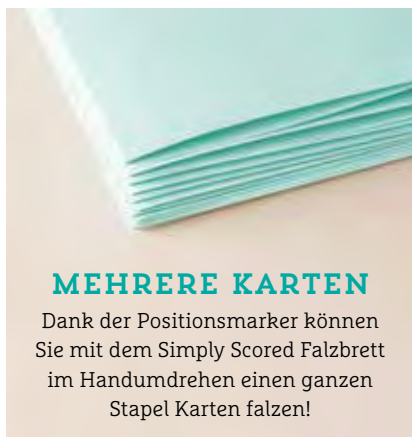 MEHRERE KARTEN
Dank der Positionsmarker können
Sie mit dem Simply Scored Falzbrett
im Handumdrehen einen ganzen
Stapel Karten falzen!